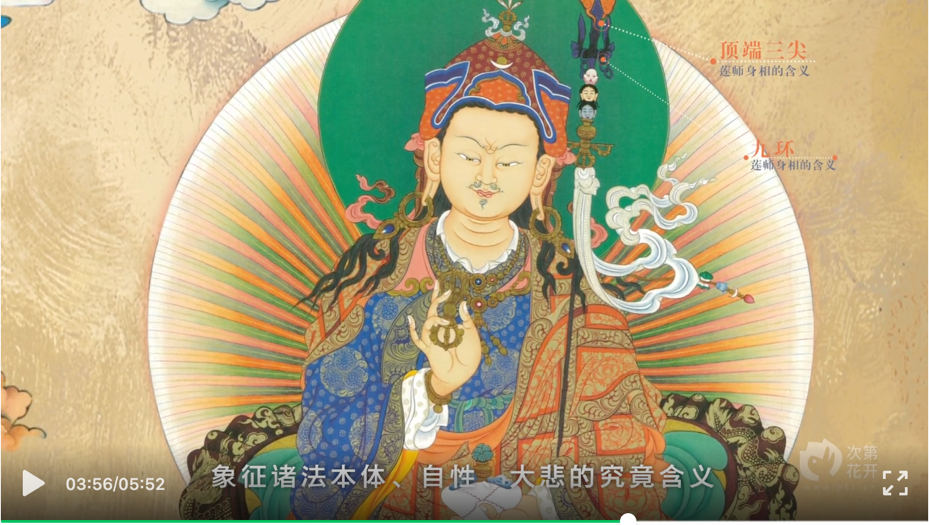 顶端三尖
莲师身相的含义
九环
莲师身相的含义
次第
花开
象征诸法本体、自性、大悲的究竟含义
03:56/05:52